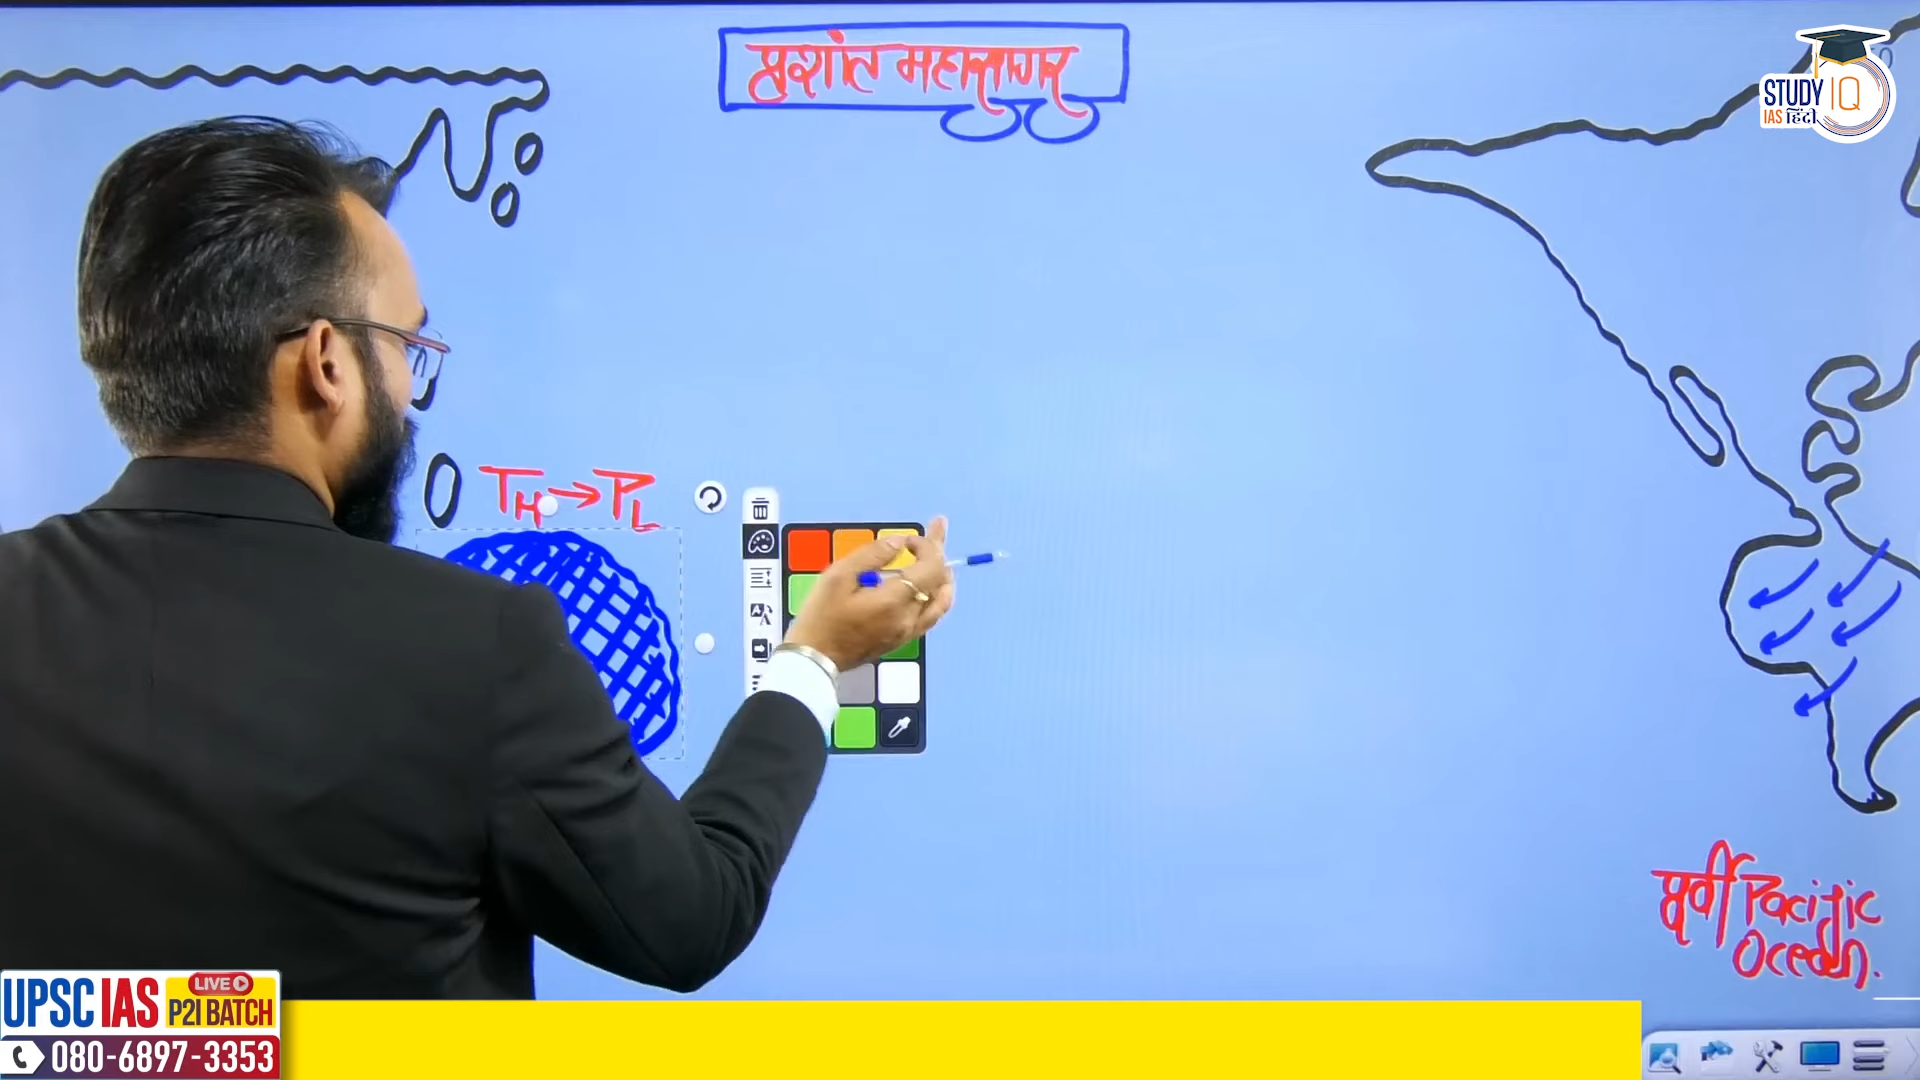 प्रशांत महासागर
STUDY IQ
IAS हिंदी
TH → PL
पूर्वी Pacific
Ocean.
UPSC IAS
LIVE
P2I BATCH
080-6897-3353